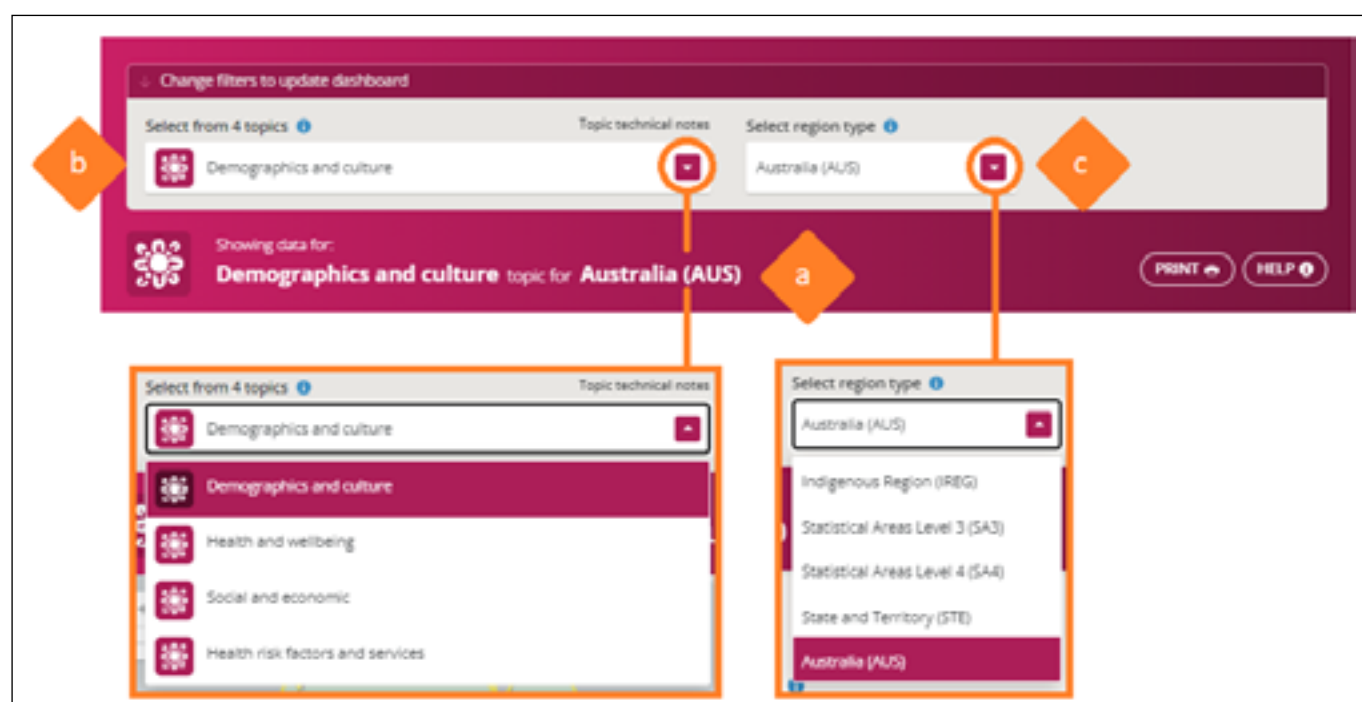 Change filters to update dashboard
Select from 4 topics
Topic technical notes
Select region type
b
Demographics and culture
Australia (AUS)
c
Showing data for:
Demographics and culture topic for Australia (AUS)
a
PRINT
HELP
Select from 4 topics
Topic technical notes
Demographics and culture
Demographics and culture
Health and wellbeing
Social and economic
Health risk factors and services
Select region type
Australia (AUS)
Indigenous Region (IREG)
Statistical Areas Level 3 (SA3)
Statistical Areas Level 4 (SA4)
State and Territory (STE)
Australia (AUS)